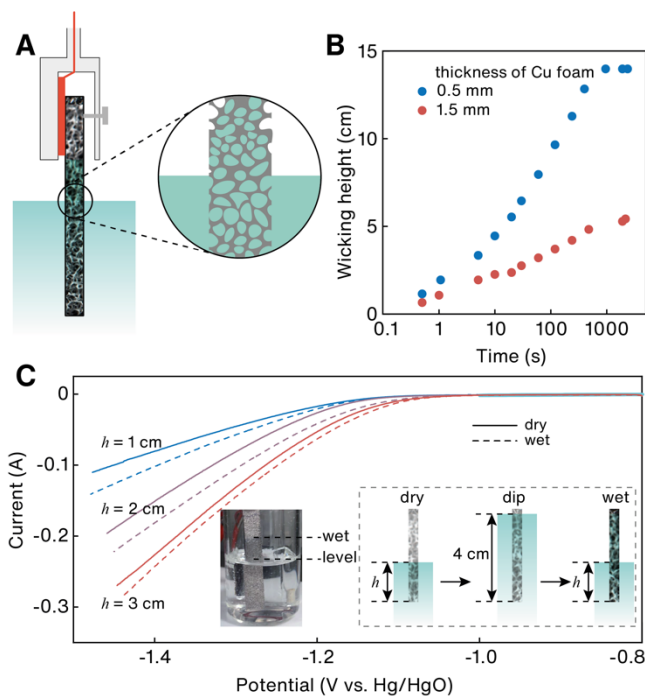 A
B
15
10
5
0
Wicking height (cm)
thickness of Cu foam
0.5 mm
1.5 mm
0.1
1
10
100
1000
Time (s)
C
0
-0.1
-0.2
-0.3
Current (A)
h = 1 cm
h = 2 cm
h = 3 cm
dry
wet
wet
level
dry
dip
wet
h
4 cm
h
-1.4
-1.2
-1.0
-0.8
Potential (V vs. Hg/HgO)